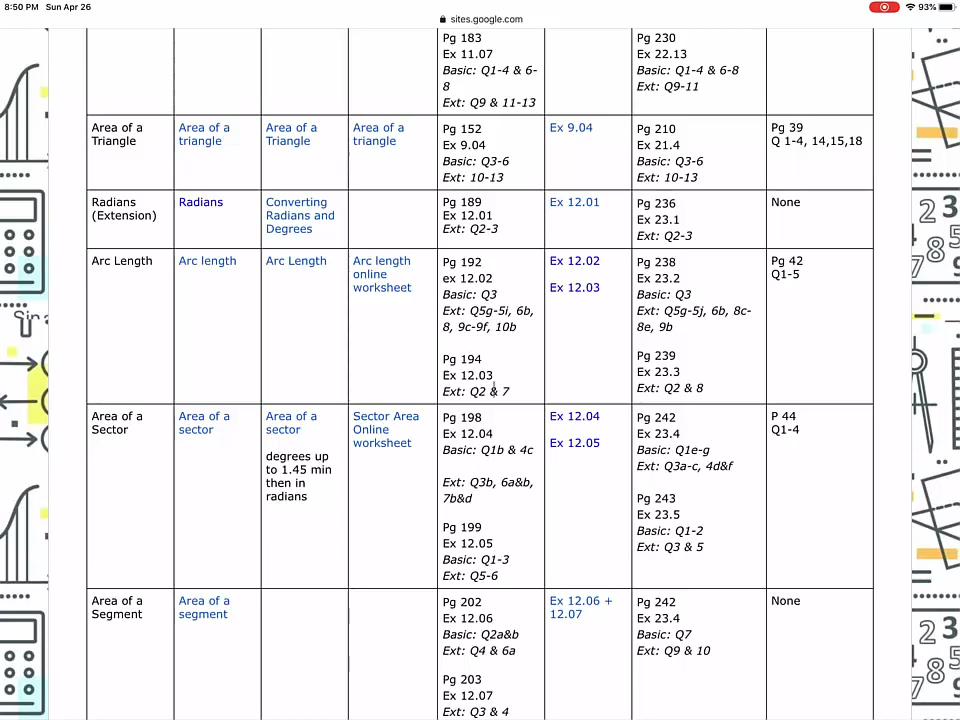 8:50 PM Sun Apr 26
93%
sites.google.com
Pg 183
Ex 11.07
Basic: Q1-4 & 6-
8
Ext: Q9 & 11-13
Pg 230
Ex 22.13
Basic: Q1-4 & 6-8
Ext: Q9-11
Area of a
Triangle
Area of a
triangle
Area of a
Triangle
Area of a
triangle
Pg 152
Ex 9.04
Basic: Q3-6
Ext: 10-13
Ex 9.04
Pg 210
Ex 21.4
Basic: Q3-6
Ext: 10-13
Pg 39
Q 1-4, 14,15,18
Radians
(Extension)
Radians
Converting
Radians and
Degrees
Pg 189
Ex 12.01
Ext: Q2-3
Ex 12.01
Pg 236
Ex 23.1
Ext: Q2-3
None
Arc Length
Arc length
Arc Length
Arc length
online
worksheet
Pg 192
ex 12.02
Basic: Q3
Ext: Q5g-5i, 6b,
8, 9c-9f, 10b
Pg 194
Ex 12.03
Ext: Q2 & 7
Ex 12.02
Ex 12.03
Pg 238
Ex 23.2
Basic: Q3
Ext: Q5g-5j, 6b, 8c-
8e, 9b
Pg 239
Ex 23.3
Ext: Q2 & 8
Pg 42
Q1-5
Area of a
Sector
Area of a
sector
Area of a
sector
degrees up
to 1.45 min
then in
radians
Sector Area
Online
worksheet
Pg 198
Ex 12.04
Basic: Q1b & 4c
Ext: Q3b, 6a&b,
7b&d
Pg 199
Ex 12.05
Basic: Q1-3
Ext: Q5-6
Ex 12.04
Ex 12.05
Pg 242
Ex 23.4
Basic: Q1e-g
Ext: Q3a-c, 4d&f
Pg 243
Ex 23.5
Basic: Q1-2
Ext: Q3 & 5
P 44
Q1-4
Area of a
Segment
Area of a
segment
Pg 202
Ex 12.06
Basic: Q2a&b
Ext: Q4 & 6a
Pg 203
Ex 12.07
Ext: Q3 & 4
Ex 12.06 +
12.07
Pg 242
Ex 23.4
Basic: Q7
Ext: Q9 & 10
None